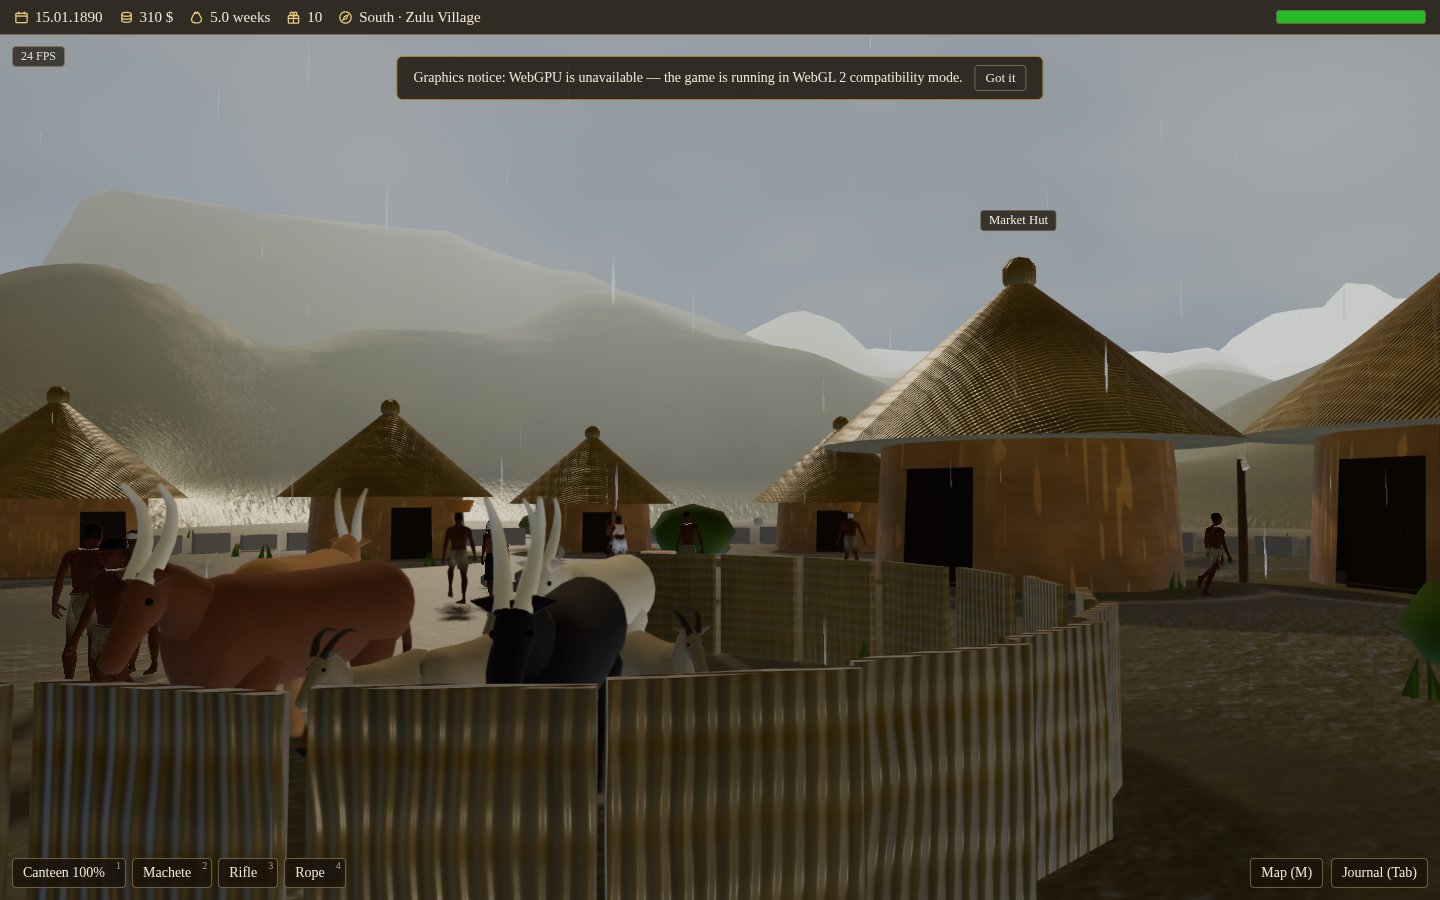 15.01.1890 310 $ 5.0 weeks 10 South · Zulu Village
24 FPS
Graphics notice: WebGPU is unavailable — the game is running in WebGL 2 compatibility mode. Got it
Market Hut
Canteen 100% 1 Machete 2 Rifle 3 Rope 4 Map (M) Journal (Tab)